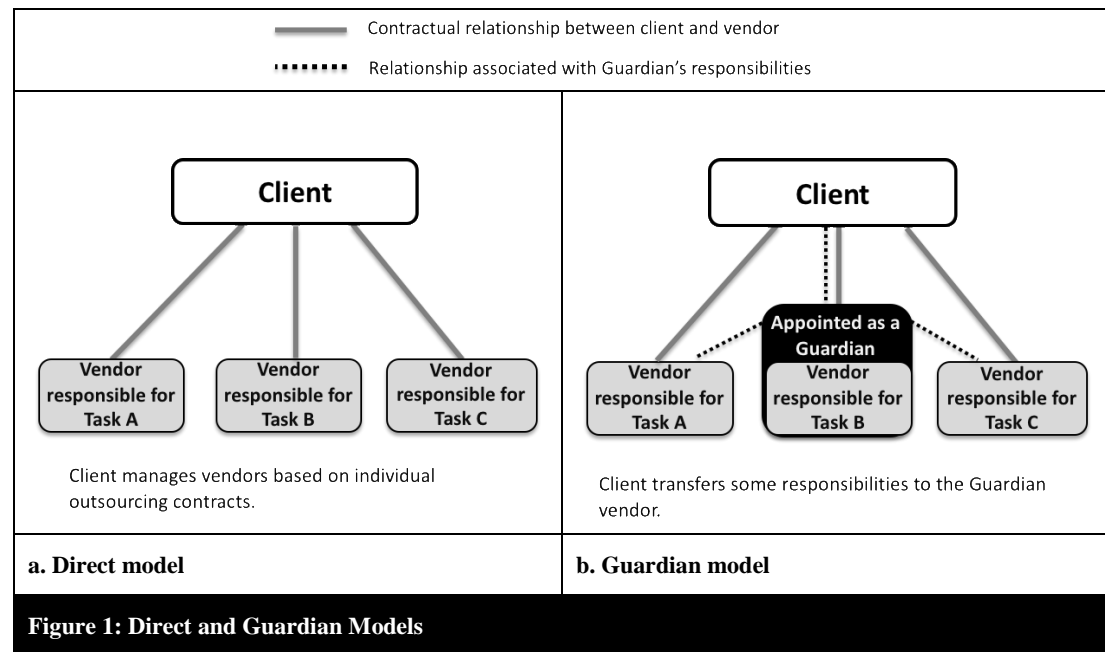 Contractual relationship between client and vendor
Relationship associated with Guardian's responsibilities
Client
Vendor
responsible for
Task A
Vendor
responsible for
Task B
Vendor
responsible for
Task C
Client manages vendors based on individual
outsourcing contracts.
Client
Appointed as a
Guardian
Vendor
responsible for
Task A
Vendor
responsible for
Task B
Vendor
responsible for
Task C
Client transfers some responsibilities to the Guardian
vendor.
a. Direct model
b. Guardian model
Figure 1: Direct and Guardian Models